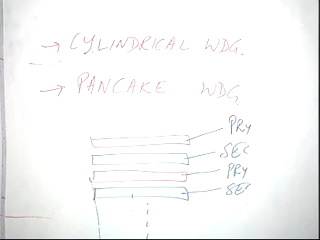 → CYLINDRICAL WDG.
→ PANCAKE WDG.
PRY
SEC
PRY
SEC